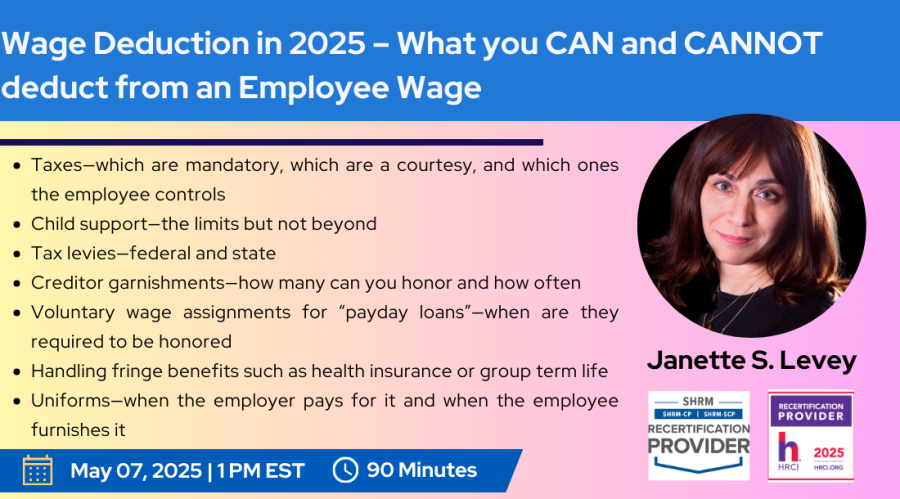 Wage Deduction in 2025 – What you CAN and CANNOT
deduct from an Employee Wage
• Taxes—which are mandatory, which are a courtesy, and which ones
the employee controls
• Child support—the limits but not beyond
• Tax levies—federal and state
• Creditor garnishments—how many can you honor and how often
• Voluntary wage assignments for “payday loans”—when are they
required to be honored
• Handling fringe benefits such as health insurance or group term life
• Uniforms—when the employer pays for it and when the employee
furnishes it
May 07, 2025 | 1 PM EST
90 Minutes
Janette S. Levey
SHRM
SHRM-CP | SHRM-SCP
RECERTIFICATION
PROVIDER
RECERTIFICATION
PROVIDER
h
HRCI
2025
HRCI.ORG